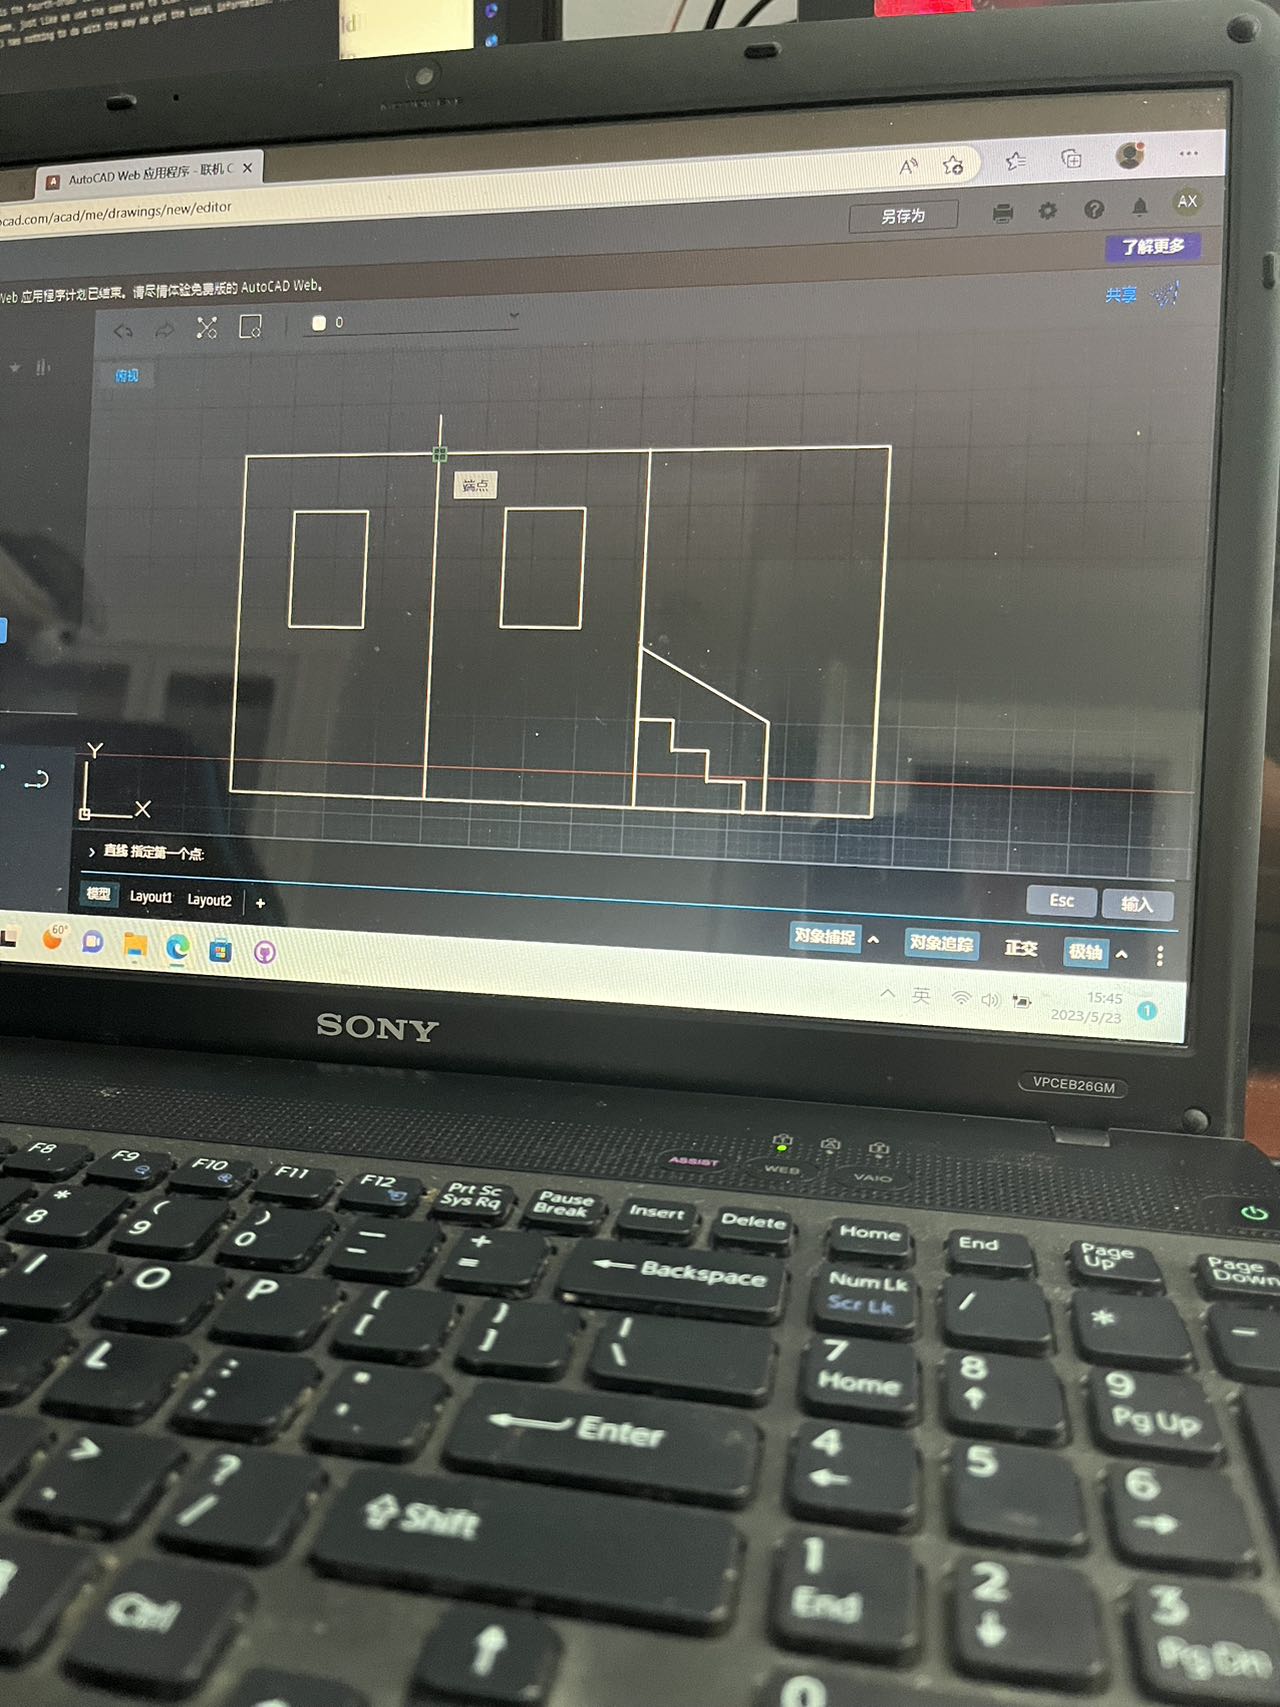 AutoCAD Web 应用程序 - 联机 C
ocad.com/acad/me/drawings/new/editor
另存为
AX
了解更多
Web 应用程序计划已结束。请尽情体验免费版的 AutoCAD Web。
共享
0
俯视
端点
Y
X
直线 指定第一个点:
模型 Layout1 Layout2 +
Esc 输入
对象捕捉 对象追踪 正交 极轴
60°
英
15:45
2023/5/23
1
SONY
VPCEB26GM
ASSIST WEB VAIO
F8 F9 F10 F11 F12 Prt Sc Sys Rq Pause Break Insert Delete Home End Page Up Page Down
* 8 ( 9 ) 0 — – + = Backspace Num Lk Scr Lk / * –
I O P { [ } ] | \ 7 Home 8 9 Pg Up
L : ; " ' Enter 4 5 6
> . ? / Shift 1 End 2 3 Pg Dn
Ctrl 0